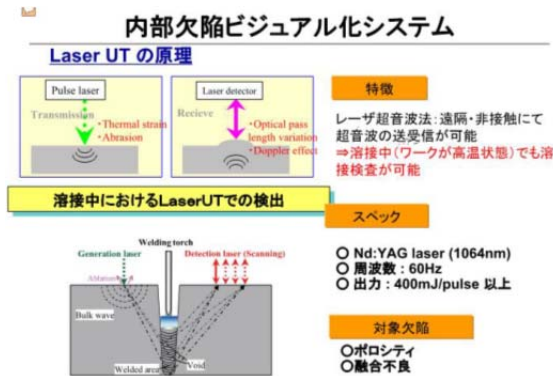 内部欠陥ビジュアル化システム
Laser UT の原理
Pulse laser
Transmission
・Thermal strain
・Abrasion
Laser detector
Recieve
・Optical pass
length variation
・Doppler effect
特徴
レーザ超音波法：遠隔・非接触にて
超音波の送受信が可能
⇒溶接中（ワークが高温状態）でも溶
接検査が可能
溶接中におけるLaserUTでの検出
Welding torch
Generation laser
Detection laser (Scanning)
Ablation
Bulk wave
Welded area
Void
スペック
○ Nd:YAG laser (1064nm)
○ 周波数 : 60Hz
○ 出力 : 400mJ/pulse 以上
対象欠陥
○ポロシティ
○融合不良